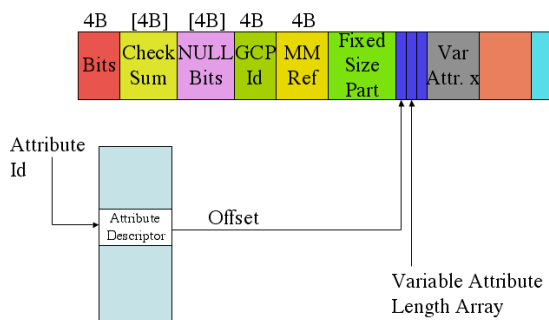 4B [4B] [4B] 4B 4B
Bits
Check
Sum
NULL
Bits
GCP
Id
MM
Ref
Fixed
Size
Part
Var
Attr. x
Attribute
Id
Attribute
Descriptor
Offset
Variable Attribute
Length Array